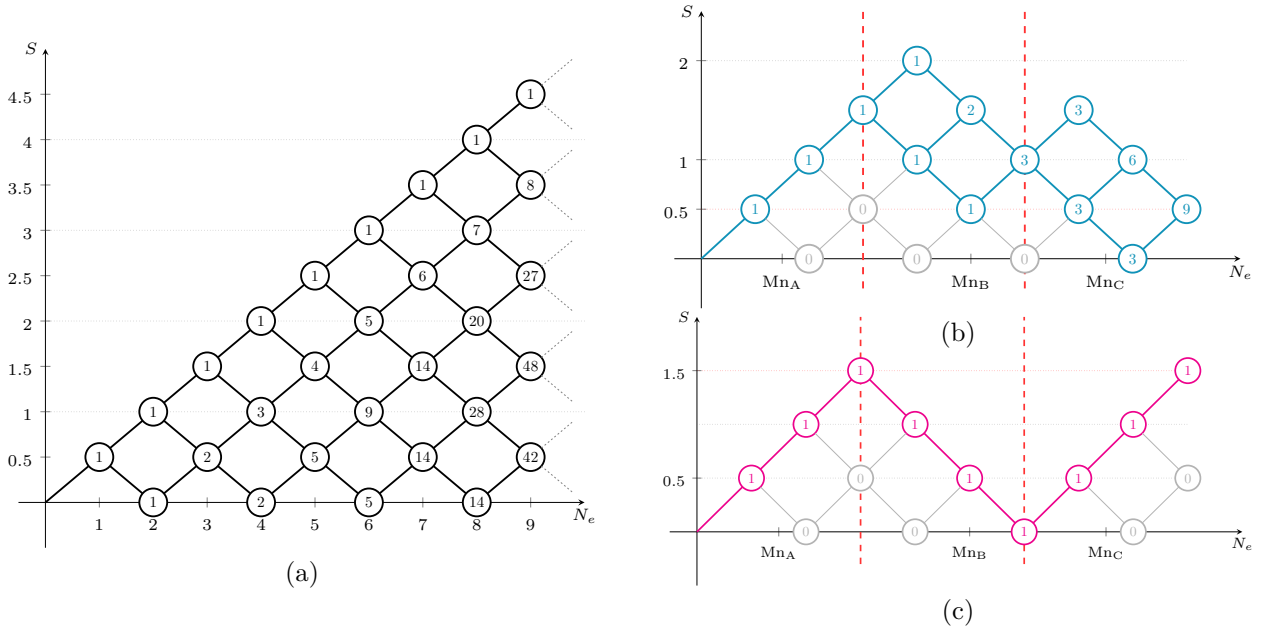 S
4.5
4
3.5
3
2.5
2
1.5
1
0.5
1
1 8
1 7 27
1 6 20 48
1 5 14 28 42
1 4 9 14
1 3 5
1 2
1
1 2 5 14
1 2 3 4 5 6 7 8 9
N_e
(a)
S
2
1
0.5
1
1 2 3
1 1 3 6
1 0 1 3 9
0 0 0 3
Mn_A Mn_B Mn_C
N_e
(b)
S
1.5
0.5
1 1
1 1 1
1 0 1 1 0
0 0 1 0
Mn_A Mn_B Mn_C
N_e
(c)